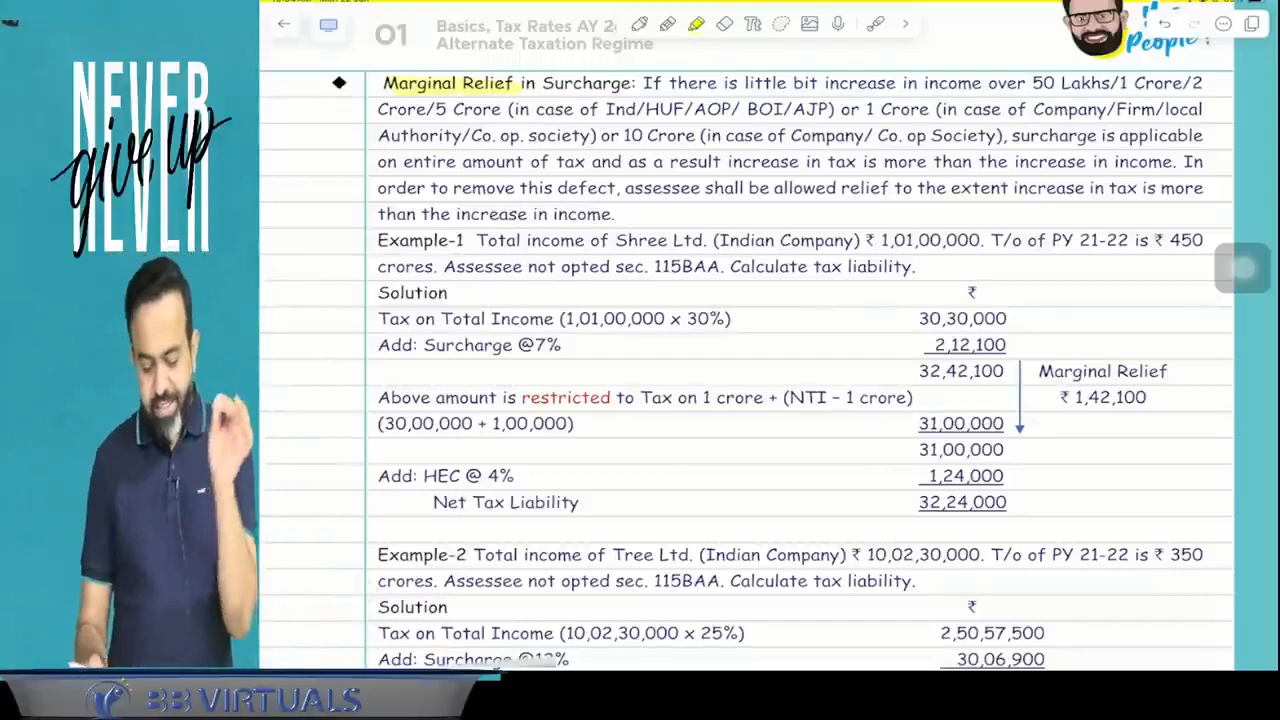 NEVER
give up
NEVER
01 Basics, Tax Rates AY 2
Alternate Taxation Regime
People
◆ Marginal Relief in Surcharge: If there is little bit increase in income over 50 Lakhs/1 Crore/2
Crore/5 Crore (in case of Ind/HUF/AOP/ BOI/AJP) or 1 Crore (in case of Company/Firm/local
Authority/Co. op. society) or 10 Crore (in case of Company/ Co. op Society), surcharge is applicable
on entire amount of tax and as a result increase in tax is more than the increase in income. In
order to remove this defect, assessee shall be allowed relief to the extent increase in tax is more
than the increase in income.
Example-1 Total income of Shree Ltd. (Indian Company) ₹ 1,01,00,000. T/o of PY 21-22 is ₹ 450
crores. Assessee not opted sec. 115BAA. Calculate tax liability.
Solution ₹
Tax on Total Income (1,01,00,000 x 30%) 30,30,000
Add: Surcharge @7% 2,12,100
32,42,100 Marginal Relief
Above amount is restricted to Tax on 1 crore + (NTI – 1 crore) ₹ 1,42,100
(30,00,000 + 1,00,000) 31,00,000
31,00,000
Add: HEC @ 4% 1,24,000
Net Tax Liability 32,24,000
Example-2 Total income of Tree Ltd. (Indian Company) ₹ 10,02,30,000. T/o of PY 21-22 is ₹ 350
crores. Assessee not opted sec. 115BAA. Calculate tax liability.
Solution ₹
Tax on Total Income (10,02,30,000 x 25%) 2,50,57,500
Add: Surcharge @12% 30,06,900
BB VIRTUALS